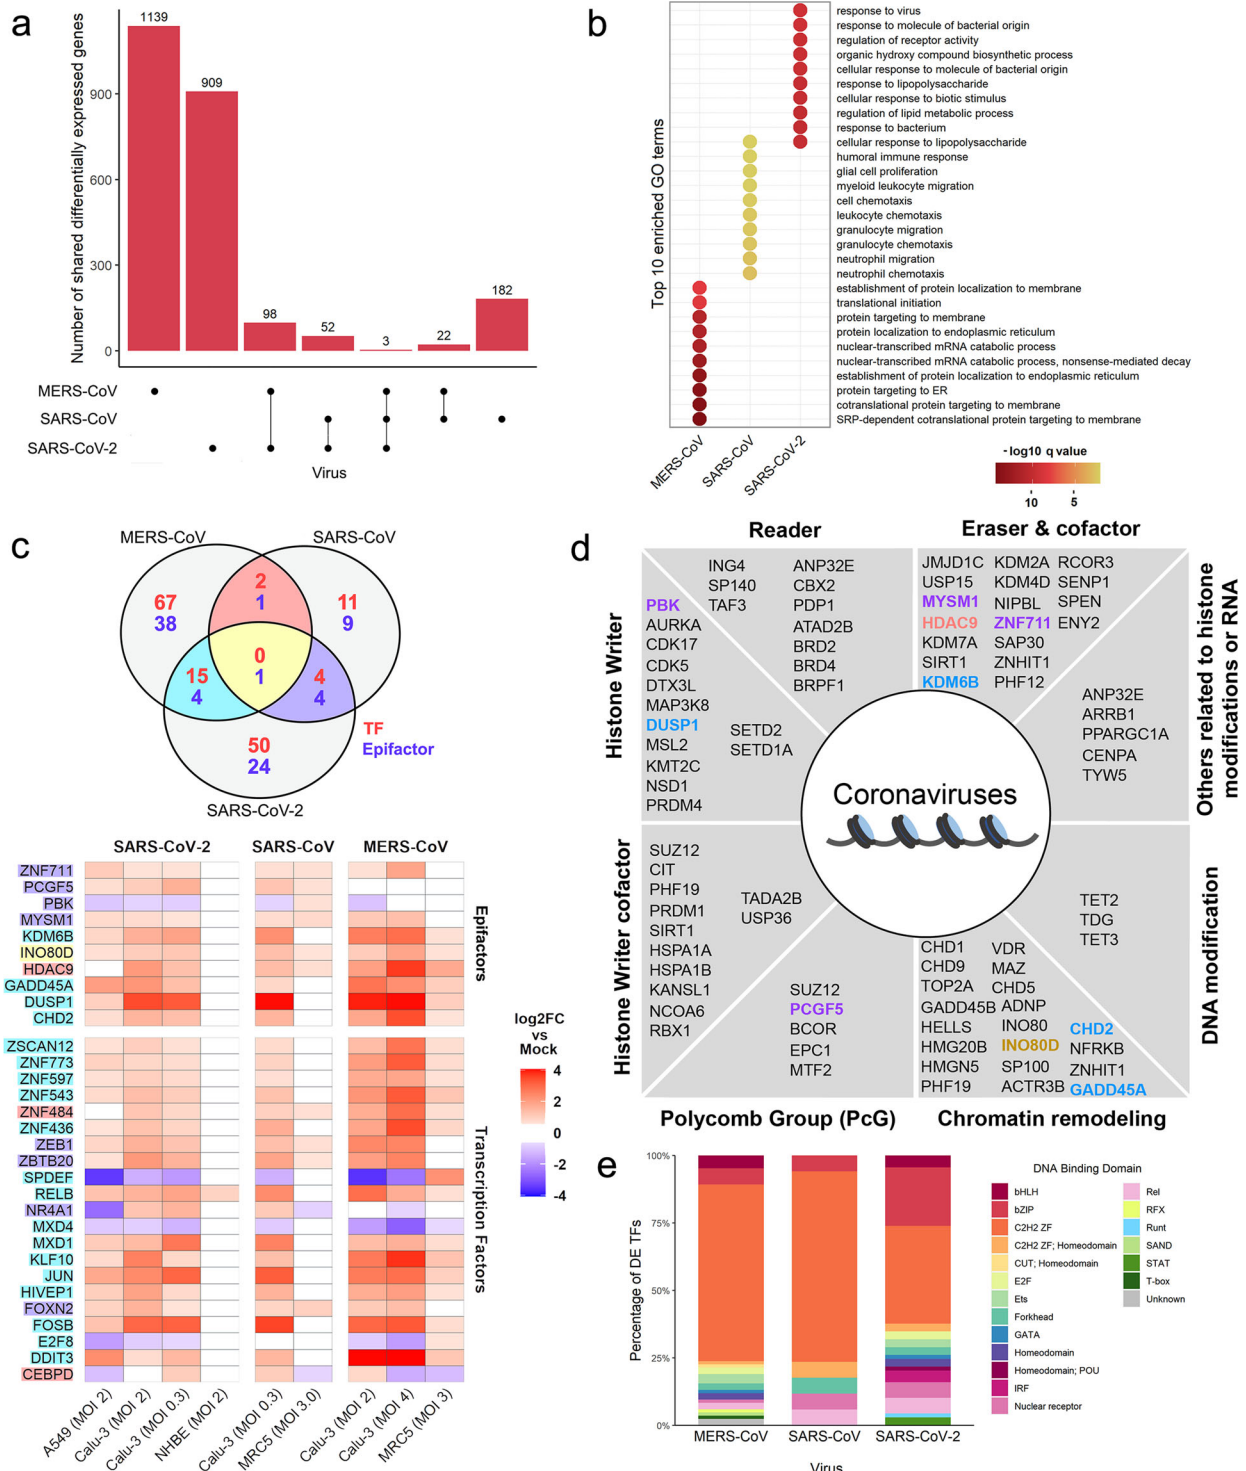 a
1139
909
98
52
3
22
182
Number of shared differentially expressed genes
900
600
300
0
MERS-CoV
SARS-CoV
SARS-CoV-2
Virus
b
Top 10 enriched GO terms
response to virus
response to molecule of bacterial origin
regulation of receptor activity
organic hydroxy compound biosynthetic process
cellular response to molecule of bacterial origin
response to lipopolysaccharide
cellular response to biotic stimulus
regulation of lipid metabolic process
response to bacterium
cellular response to lipopolysaccharide
humoral immune response
glial cell proliferation
myeloid leukocyte migration
cell chemotaxis
leukocyte chemotaxis
granulocyte migration
granulocyte chemotaxis
neutrophil migration
neutrophil chemotaxis
establishment of protein localization to membrane
translational initiation
protein targeting to membrane
protein localization to endoplasmic reticulum
nuclear-transcribed mRNA catabolic process
nuclear-transcribed mRNA catabolic process, nonsense-mediated decay
establishment of protein localization to endoplasmic reticulum
protein targeting to ER
cotranslational protein targeting to membrane
SRP-dependent cotranslational protein targeting to membrane
MERS-CoV
SARS-CoV
SARS-CoV-2
-log10 q value
10 5
c
MERS-CoV SARS-CoV
67
38
2
1
11
9
0
1
15
4
4
4
50
24
TF
Epifactor
SARS-CoV-2
SARS-CoV-2 SARS-CoV MERS-CoV
ZNF711
PCGF5
PBK
MYSM1
KDM6B
INO80D
HDAC9
GADD45A
DUSP1
CHD2
Epifactors
ZSCAN12
ZNF773
ZNF597
ZNF543
ZNF484
ZNF436
ZEB1
ZBTB20
SPDEF
RELB
NR4A1
MXD4
MXD1
KLF10
JUN
HIVEP1
FOXN2
FOSB
E2F8
DDIT3
CEBPD
Transcription Factors
A549 (MOI 2)
Calu-3 (MOI 2)
Calu-3 (MOI 0.3)
NHBE (MOI 2)
Calu-3 (MOI 0.3)
MRC5 (MOI 3.0)
Calu-3 (MOI 2)
Calu-3 (MOI 4)
MRC5 (MOI 3)
log2FC
vs
Mock
4
2
0
-2
-4
d
Reader
Eraser & cofactor
Others related to histone
modifications or RNA
DNA modification
Chromatin remodeling
Polycomb Group (PcG)
Histone Writer cofactor
Histone Writer
ING4
SP140
TAF3
ANP32E
CBX2
PDP1
ATAD2B
BRD2
BRD4
BRPF1
JMJD1C
USP15
MYSM1
HDAC9
KDM7A
SIRT1
KDM6B
KDM2A
KDM4D
NIPBL
ZNF711
SAP30
ZNHIT1
PHF12
RCOR3
SENP1
SPEN
ENY2
PBK
AURKA
CDK17
CDK5
DTX3L
MAP3K8
DUSP1
MSL2
KMT2C
NSD1
PRDM4
SETD2
SETD1A
ANP32E
ARRB1
PPARGC1A
CENPA
TYW5
Coronaviruses
SUZ12
CIT
PHF19
PRDM1
SIRT1
HSPA1A
HSPA1B
KANSL1
NCOA6
RBX1
TADA2B
USP36
SUZ12
PCGF5
BCOR
EPC1
MTF2
TET2
TDG
TET3
CHD1
CHD9
TOP2A
GADD45B
HELLS
HMG20B
HMGN5
PHF19
VDR
MAZ
CHD5
ADNP
INO80
INO80D
SP100
ACTR3B
CHD2
NFRKB
ZNHIT1
GADD45A
e
Percentage of DE TFs
100%
75%
50%
25%
0%
MERS-CoV
SARS-CoV
SARS-CoV-2
Virus
DNA Binding Domain
bHLH
bZIP
C2H2 ZF
C2H2 ZF; Homeodomain
CUT; Homeodomain
E2F
Ets
Forkhead
GATA
Homeodomain
Homeodomain; POU
IRF
Nuclear receptor
Rel
RFX
Runt
SAND
STAT
T-box
Unknown